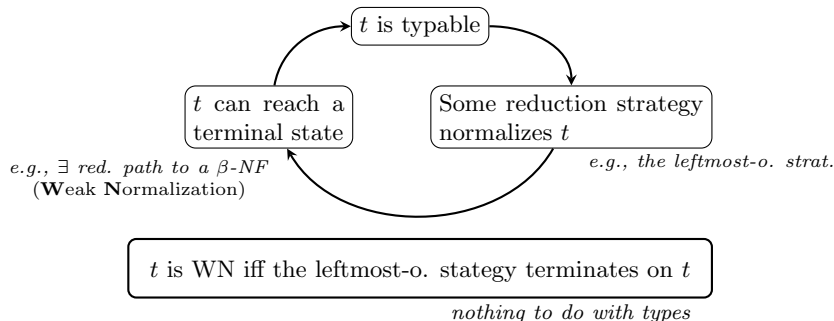 t is typable
t can reach a
terminal state
Some reduction strategy
normalizes t
e.g., ∃ red. path to a β-NF
(Weak Normalization)
e.g., the leftmost-o. strat.
t is WN iff the leftmost-o. stategy terminates on t
nothing to do with types